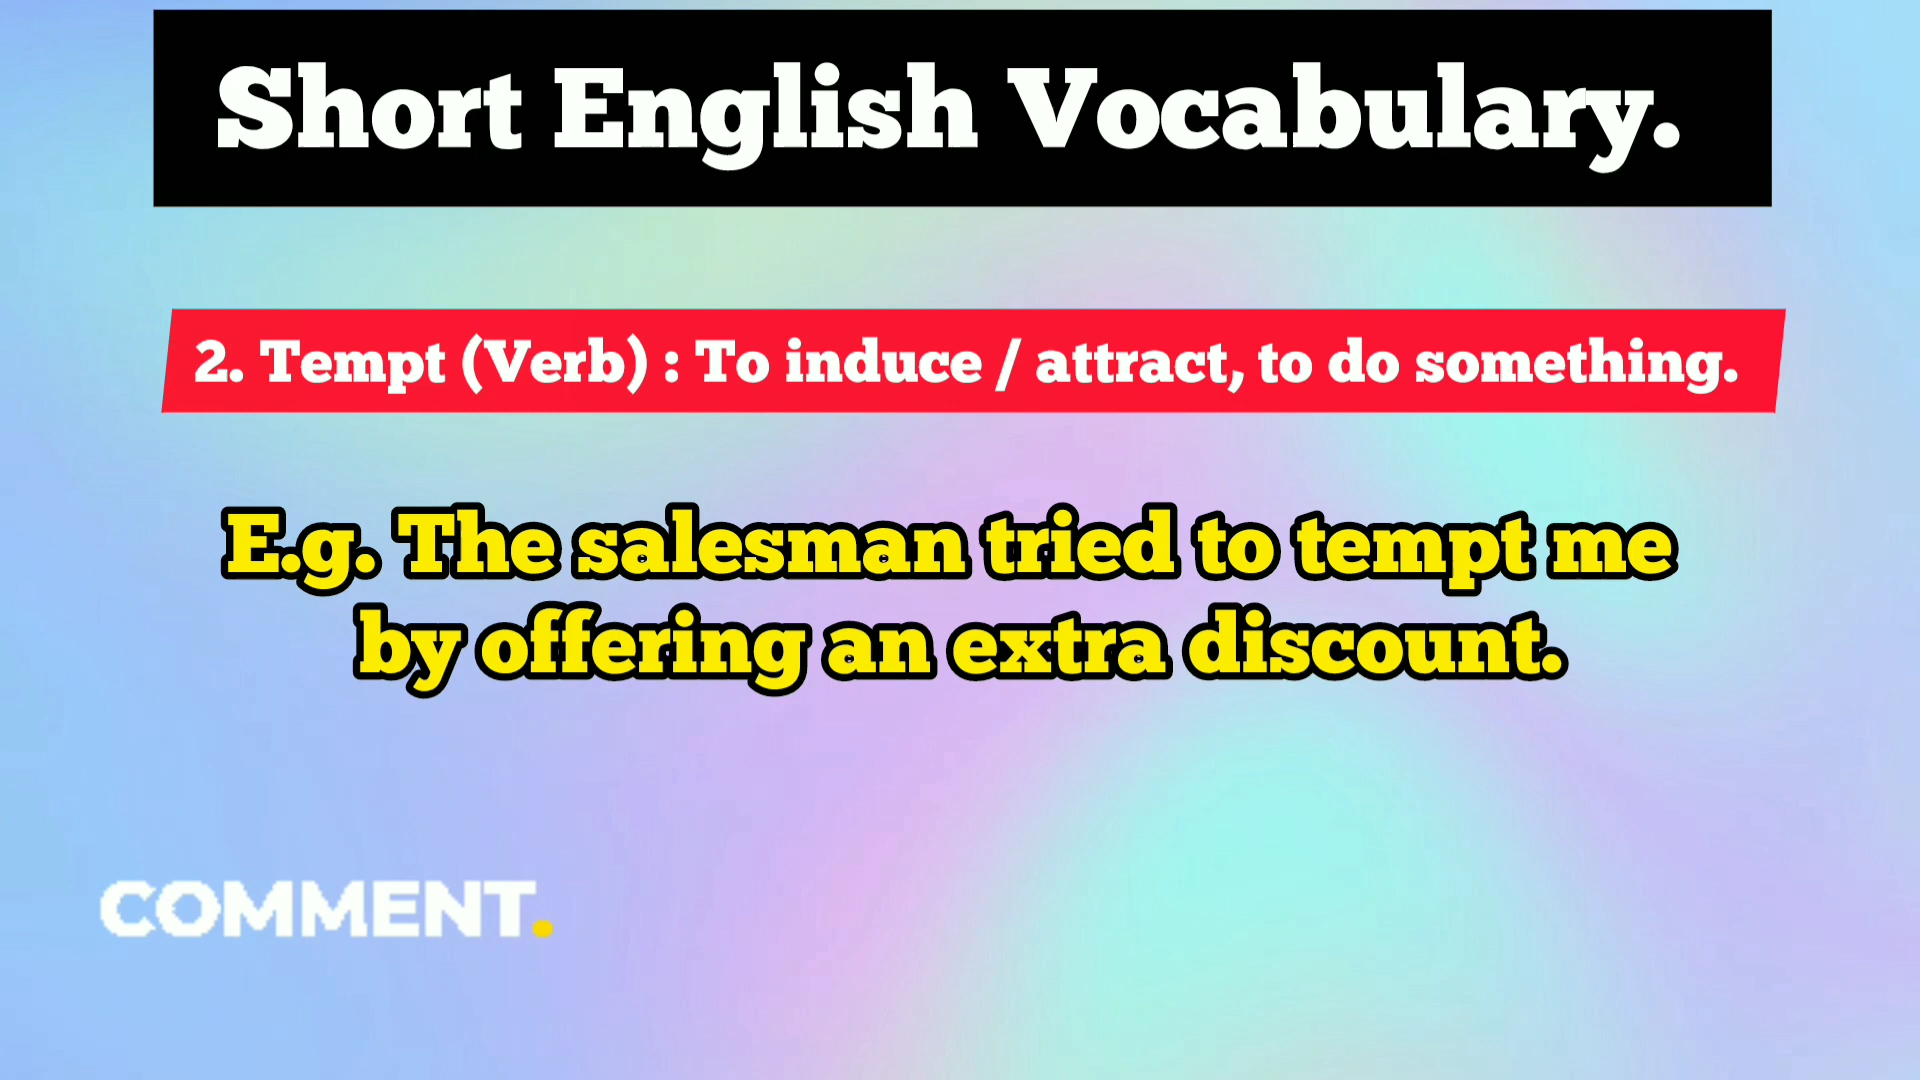 Short English Vocabulary.
2. Tempt (Verb) : To induce / attract, to do something.
E.g. The salesman tried to tempt me
by offering an extra discount.
COMMENT.